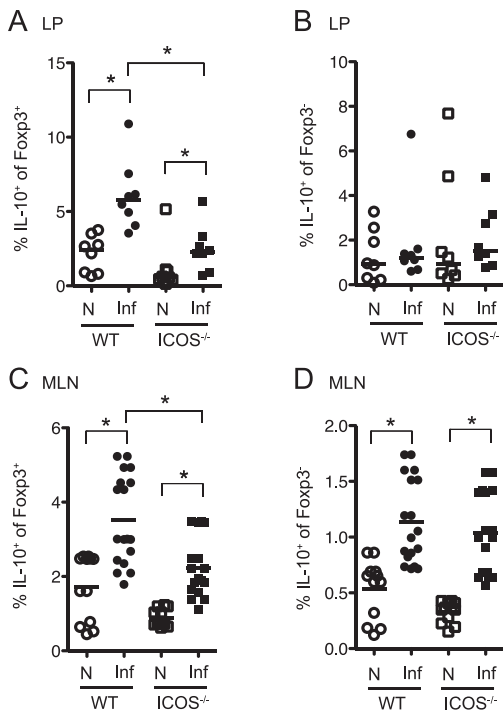 A LP
% IL-10⁺ of Foxp3⁺
15
10
5
0
*
*
*
N Inf N Inf
WT ICOS⁻/⁻
B LP
% IL-10⁺ of Foxp3⁻
10
8
6
4
2
0
N Inf N Inf
WT ICOS⁻/⁻
C MLN
% IL-10⁺ of Foxp3⁺
6
4
2
0
*
*
*
N Inf N Inf
WT ICOS⁻/⁻
D MLN
% IL-10⁺ of Foxp3⁻
2.0
1.5
1.0
0.5
0.0
*
*
N Inf N Inf
WT ICOS⁻/⁻